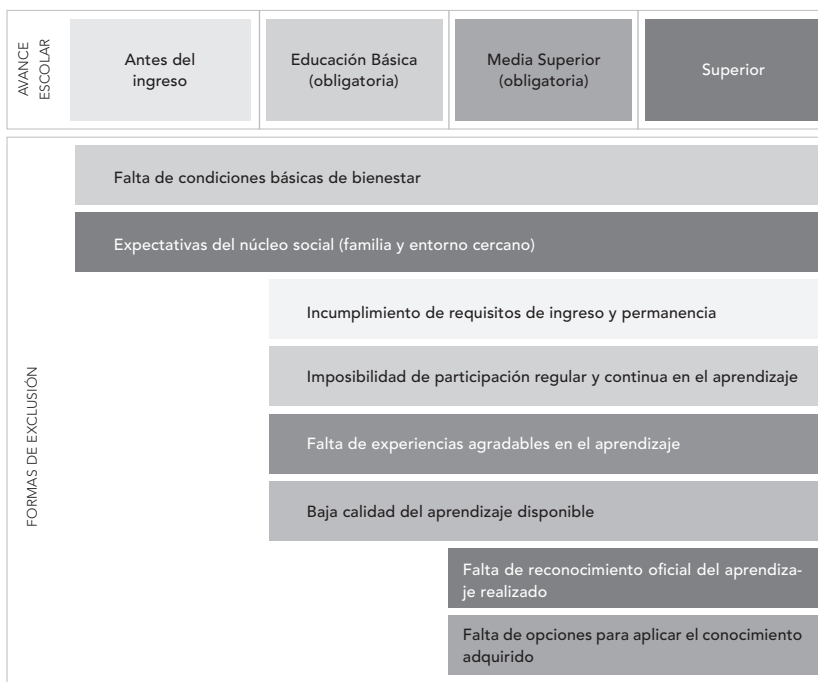 AVANCE
ESCOLAR
Antes del
ingreso
Educación Básica
(obligatoria)
Media Superior
(obligatoria)
Superior
FORMAS DE EXCLUSIÓN
Falta de condiciones básicas de bienestar
Expectativas del núcleo social (familia y entorno cercano)
Incumplimiento de requisitos de ingreso y permanencia
Imposibilidad de participación regular y continua en el aprendizaje
Falta de experiencias agradables en el aprendizaje
Baja calidad del aprendizaje disponible
Falta de reconocimiento oficial del aprendiza-
je realizado
Falta de opciones para aplicar el conocimiento
adquirido